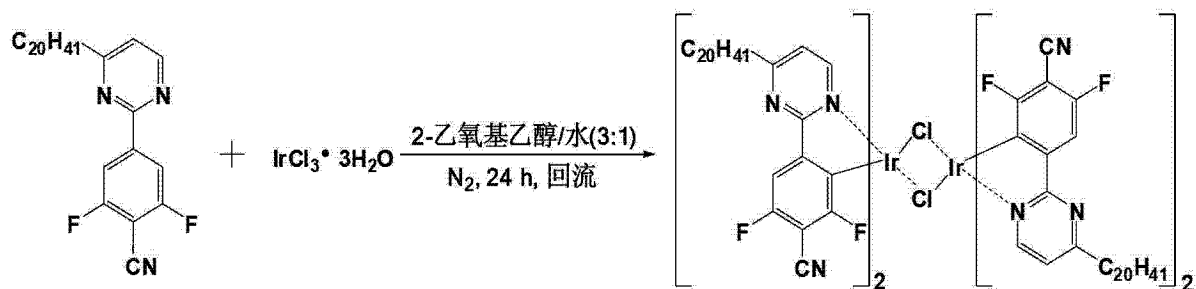 C₂₀H₄₁
N N
F F
CN
+
IrCl₃• 3H₂O
2-乙氧基乙醇/水(3:1)
N₂, 24 h, 回流
C₂₀H₄₁
N N
F F
CN
2
Ir
Cl
Cl
Ir
CN
F F
N N
C₂₀H₄₁
2